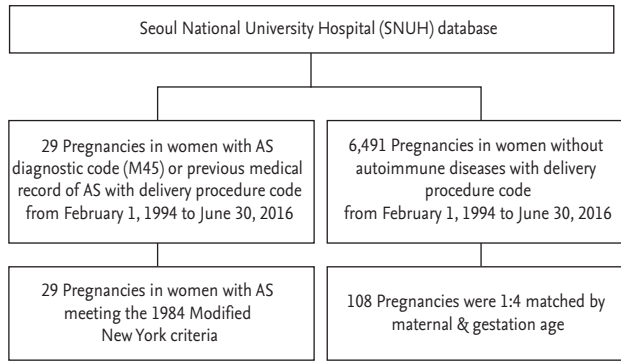 Seoul National University Hospital (SNUH) database
29 Pregnancies in women with AS
diagnostic code (M45) or previous medical
record of AS with delivery procedure code
from February 1, 1994 to June 30, 2016
6,491 Pregnancies in women without
autoimmune diseases with delivery
procedure code
from February 1, 1994 to June 30, 2016
29 Pregnancies in women with AS
meeting the 1984 Modified
New York criteria
108 Pregnancies were 1:4 matched by
maternal & gestation age